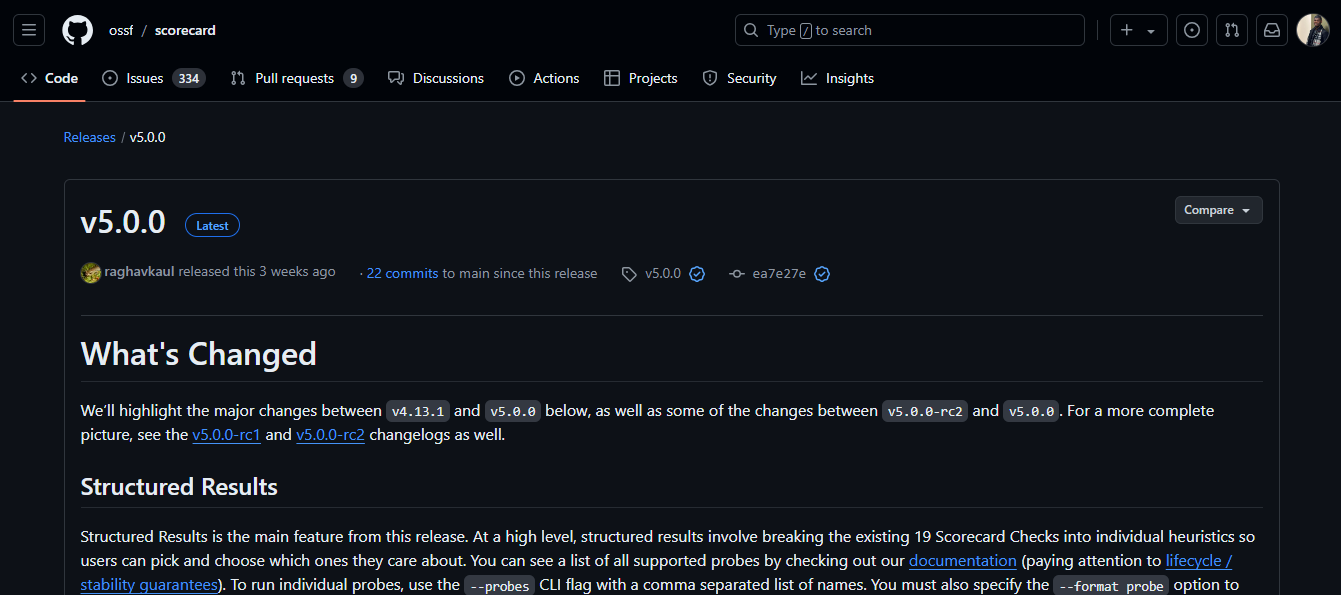 ossf / scorecard
Type / to search
Code
Issues 334
Pull requests 9
Discussions
Actions
Projects
Security
Insights
Releases / v5.0.0
v5.0.0 Latest
Compare
raghavkaul released this 3 weeks ago · 22 commits to main since this release v5.0.0 ea7e27e
What's Changed
We'll highlight the major changes between v4.13.1 and v5.0.0 below, as well as some of the changes between v5.0.0-rc2 and v5.0.0. For a more complete
picture, see the v5.0.0-rc1 and v5.0.0-rc2 changelogs as well.
Structured Results
Structured Results is the main feature from this release. At a high level, structured results involve breaking the existing 19 Scorecard Checks into individual heuristics so
users can pick and choose which ones they care about. You can see a list of all supported probes by checking out our documentation (paying attention to lifecycle /
stability guarantees). To run individual probes, use the --probes CLI flag with a comma separated list of names. You must also specify the --format probe option to